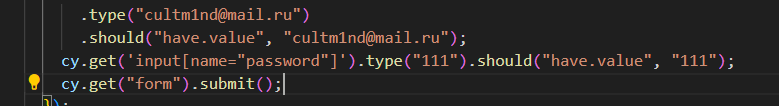 .type("cultm1nd@mail.ru")
.should("have.value", "cultm1nd@mail.ru");
cy.get('input[name="password"]').type("111").should("have.value", "111");
cy.get("form").submit();
});